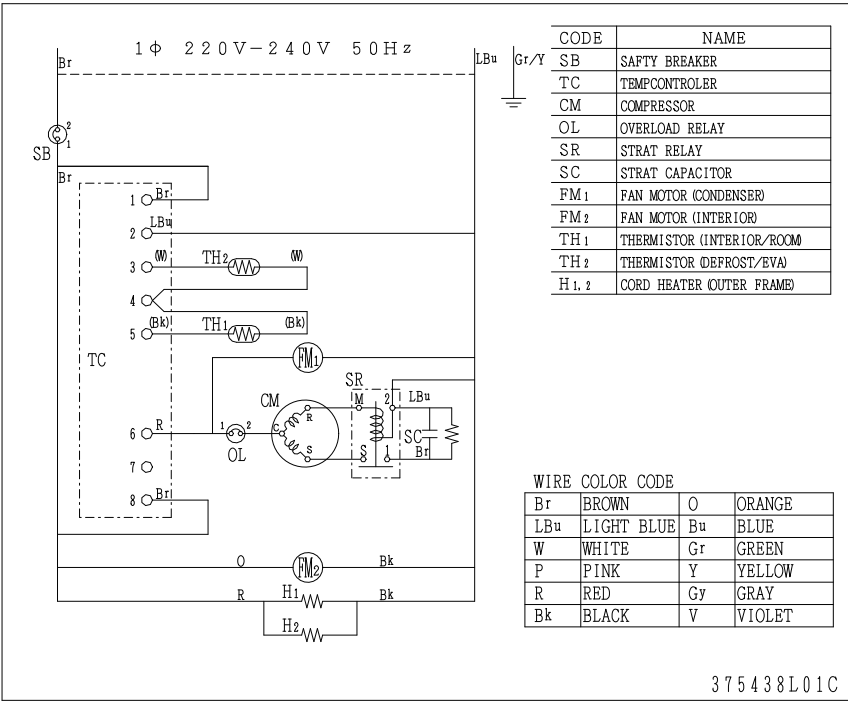 1ϕ 220V-240V 50Hz
Br
LBu
Gr/Y
SB
2
1
Br
1 Br
2 LBu
3 (W) TH2 (W)
4
5 (Bk) TH1 (Bk)
TC
FM1
SR
CM
M 2 LBu
R
6 R 1 2 C
OL
S
S 1
SC
Br
7
8 Br
O FM2 Bk
R H1 Bk
H2
CODE NAME
SB SAFTY BREAKER
TC TEMPCONTROLER
CM COMPRESSOR
OL OVERLOAD RELAY
SR STRAT RELAY
SC STRAT CAPACITOR
FM1 FAN MOTOR (CONDENSER)
FM2 FAN MOTOR (INTERIOR)
TH1 THERMISTOR (INTERIOR/ROOM)
TH2 THERMISTOR (DEFROST/EVA)
H1,2 CORD HEATER (OUTER FRAME)
WIRE COLOR CODE
Br BROWN O ORANGE
LBu LIGHT BLUE Bu BLUE
W WHITE Gr GREEN
P PINK Y YELLOW
R RED Gy GRAY
Bk BLACK V VIOLET
375438L01C